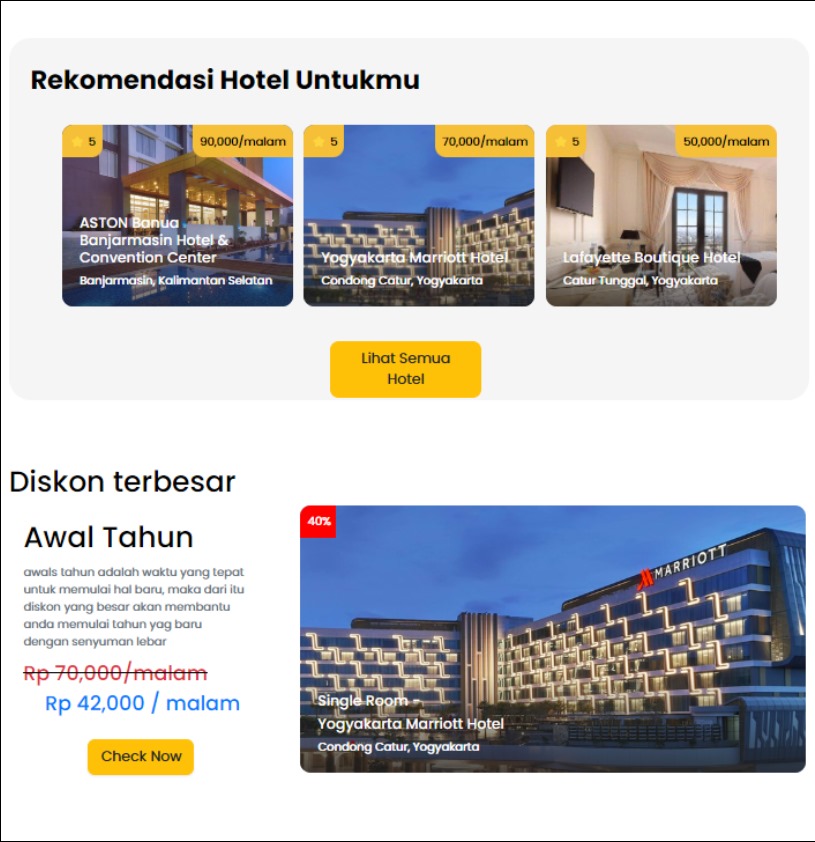 Rekomendasi Hotel Untukmu
5
90,000/malam
ASTON Banua
Banjarmasin Hotel &
Convention Center
Banjarmasin, Kalimantan Selatan
5
70,000/malam
Yogyakarta Marriott Hotel
Condong Catur, Yogyakarta
5
50,000/malam
Lafayette Boutique Hotel
Catur Tunggal, Yogyakarta
Lihat Semua
Hotel
Diskon terbesar
Awal Tahun
awals tahun adalah waktu yang tepat
untuk memulai hal baru, maka dari itu
diskon yang besar akan membantu
anda memulai tahun yag baru
dengan senyuman lebar
Rp 70,000/malam
Rp 42,000 / malam
Check Now
40%
MARRIOTT
Single Room -
Yogyakarta Marriott Hotel
Condong Catur, Yogyakarta